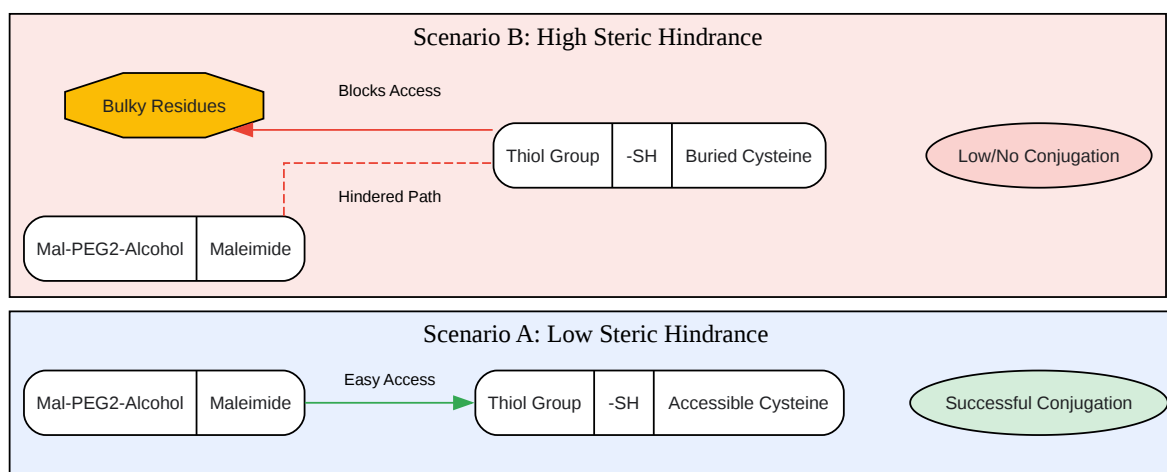 Scenario B: High Steric Hindrance
Bulky Residues
Blocks Access
Thiol Group
-SH
Buried Cysteine
Low/No Conjugation
Hindered Path
Mal-PEG2-Alcohol
Maleimide
Scenario A: Low Steric Hindrance
Mal-PEG2-Alcohol
Maleimide
Easy Access
Thiol Group
-SH
Accessible Cysteine
Successful Conjugation